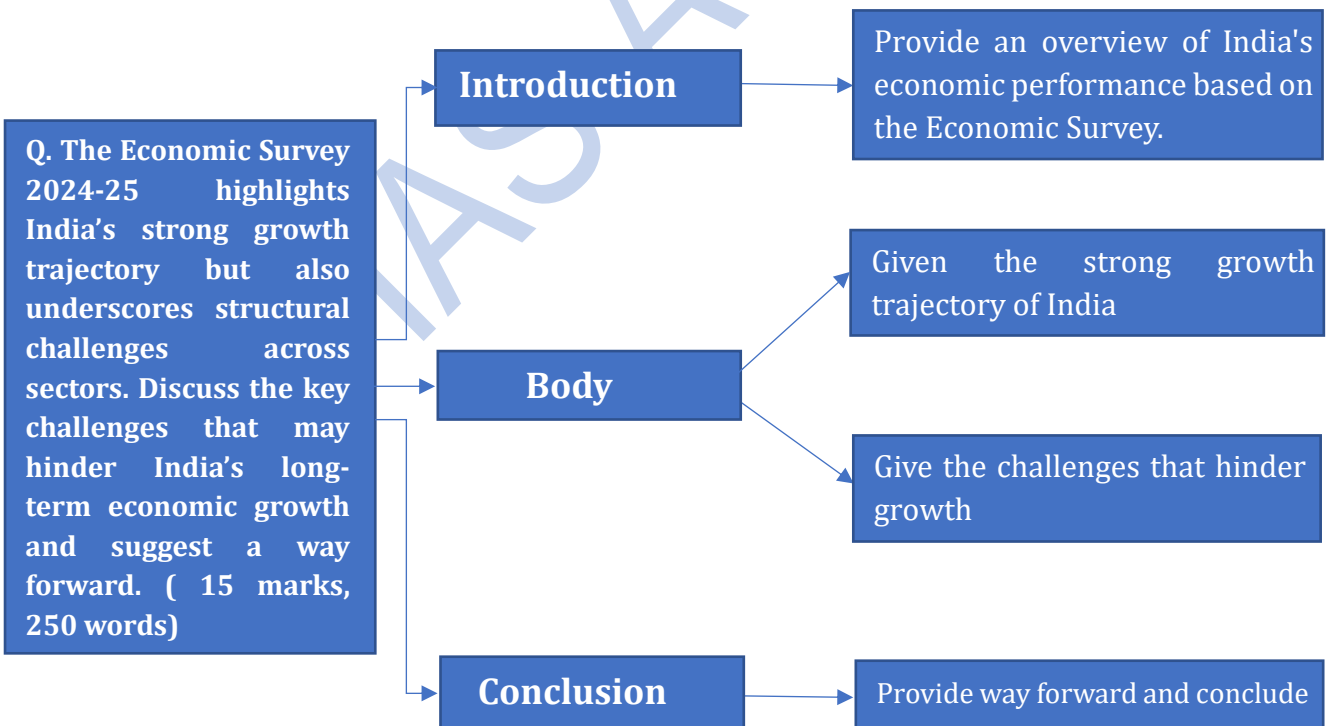 Q. The Economic Survey
2024-25 highlights
India’s strong growth
trajectory but also
underscores structural
challenges across
sectors. Discuss the key
challenges that may
hinder India’s long-
term economic growth
and suggest a way
forward. ( 15 marks,
250 words)
Introduction
Provide an overview of India's
economic performance based on
the Economic Survey.
Body
Given the strong growth
trajectory of India
Give the challenges that hinder
growth
Conclusion
Provide way forward and conclude